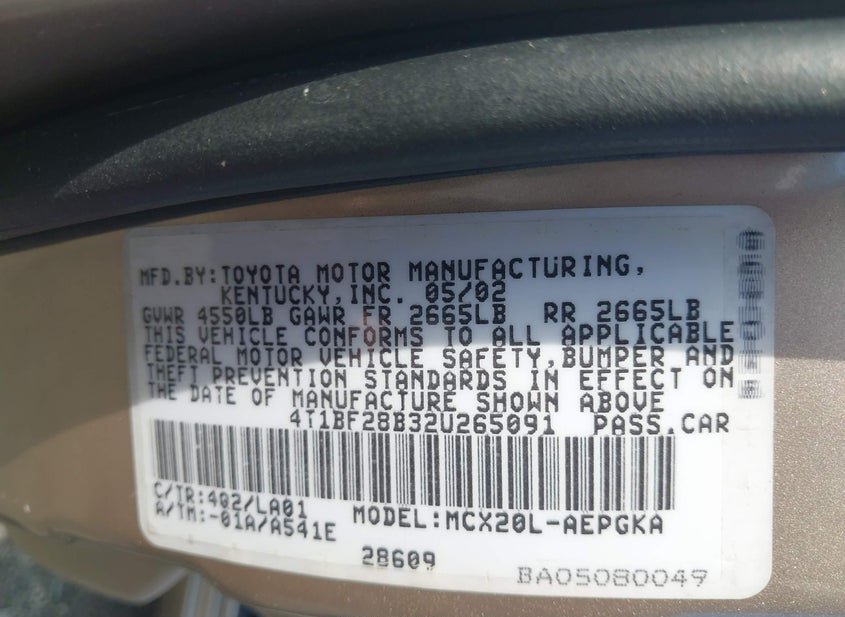 MFD.BY:TOYOTA MOTOR MANUFACTURING,
KENTUCKY,INC. 05/02
GVWR 4550LB GAWR FR 2665LB RR 2665LB
THIS VEHICLE CONFORMS TO ALL APPLICABLE
FEDERAL MOTOR VEHICLE SAFETY,BUMPER AND
THEFT PREVENTION STANDARDS IN EFFECT ON
THE DATE OF MANUFACTURE SHOWN ABOVE
4T1BF28B32U265091 PASS.CAR
C/TR:402/LA01
A/TM:-01A/A541E
MODEL:MCX20L-AEPGKA
28609
BA05080049